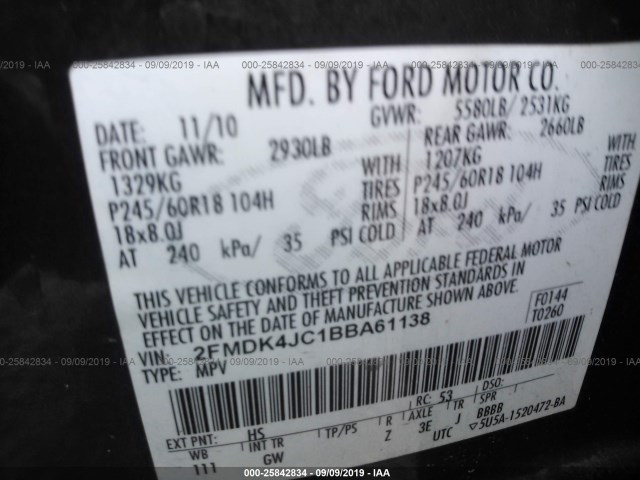 000-25842834 - 09/09/2019 - IAA 000-25842834 - 09/09/2019 - IAA 000-25842834 - 09/09/2019 - IAA
MFD. BY FORD MOTOR CO.
DATE: 11/10 GVWR: 5580LB/ 2531KG
FRONT GAWR: 2930LB REAR GAWR: 2660LB
1329KG WITH 1207KG WITH
P245/60R18 104H TIRES P245/60R18 104H TIRES
18x8.0J RIMS 18x8.0J RIMS
AT 240 kPa/ 35 PSI COLD AT 240 kPa/ 35 PSI COLD
THIS VEHICLE CONFORMS TO ALL APPLICABLE FEDERAL MOTOR
VEHICLE SAFETY AND THEFT PREVENTION STANDARDS IN
EFFECT ON THE DATE OF MANUFACTURE SHOWN ABOVE.
F0144
T0260
VIN: 2FMDK4JC1BBA61138
TYPE: MPV
RC: 53 DSO:
EXT PNT: HS
WB INT TR TP/PS R AXLE TR SPR
111 GW Z 3E J BBBB
UTC ▽5U5A-1520472-BA
000-25842834 - 09/09/2019 - IAA 000-25842834 - 09/09/2019 - IAA 000-25842834 - 09/09/2019 - IAA